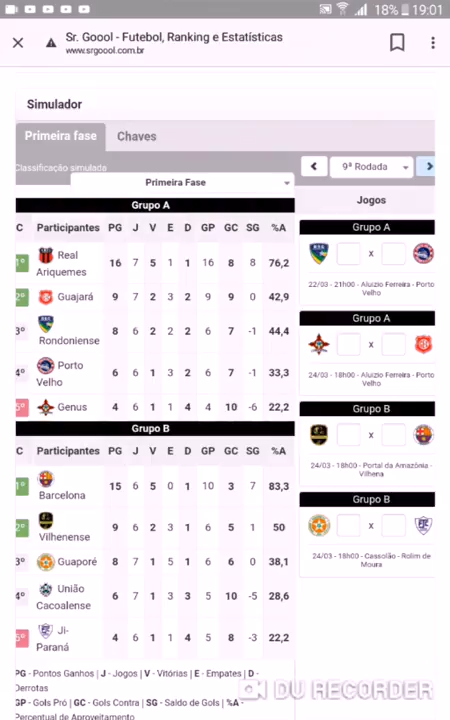 18% 19:01
Sr. Goool - Futebol, Ranking e Estatísticas
www.srgoool.com.br
Simulador
Primeira fase Chaves
Classificação simulada
9ª Rodada
Primeira Fase
Jogos
Grupo A
C Participantes PG J V E D GP GC SG %A
1º Real Ariquemes 16 7 5 1 1 16 8 8 76,2
2º Guajará 9 7 2 3 2 9 9 0 42,9
3º Rondoniense 8 6 2 2 2 6 7 -1 44,4
4º Porto Velho 6 6 1 3 2 6 7 -1 33,3
5º Genus 4 6 1 1 4 4 10 -6 22,2
Grupo B
C Participantes PG J V E D GP GC SG %A
1º Barcelona 15 6 5 0 1 10 3 7 83,3
2º Vilhenense 9 6 2 3 1 6 5 1 50
3º Guaporé 8 7 1 5 1 6 6 0 38,1
4º União Cacoalense 6 7 1 3 3 5 10 -5 28,6
5º Ji-Paraná 4 6 1 1 4 5 8 -3 22,2
PG - Pontos Ganhos | J - Jogos | V - Vitórias | E - Empates | D -
Derrotas
GP - Gols Pró | GC - Gols Contra | SG - Saldo de Gols | %A -
Percentual de Aproveitamento
Grupo A
x
22/03 - 21h00 - Aluizio Ferreira - Porto
Velho
Grupo A
x
24/03 - 18h00 - Aluizio Ferreira - Porto
Velho
Grupo B
x
24/03 - 18h00 - Portal da Amazônia -
Vilhena
Grupo B
x
24/03 - 18h00 - Cassolão - Rolim de
Moura
DU RECORDER